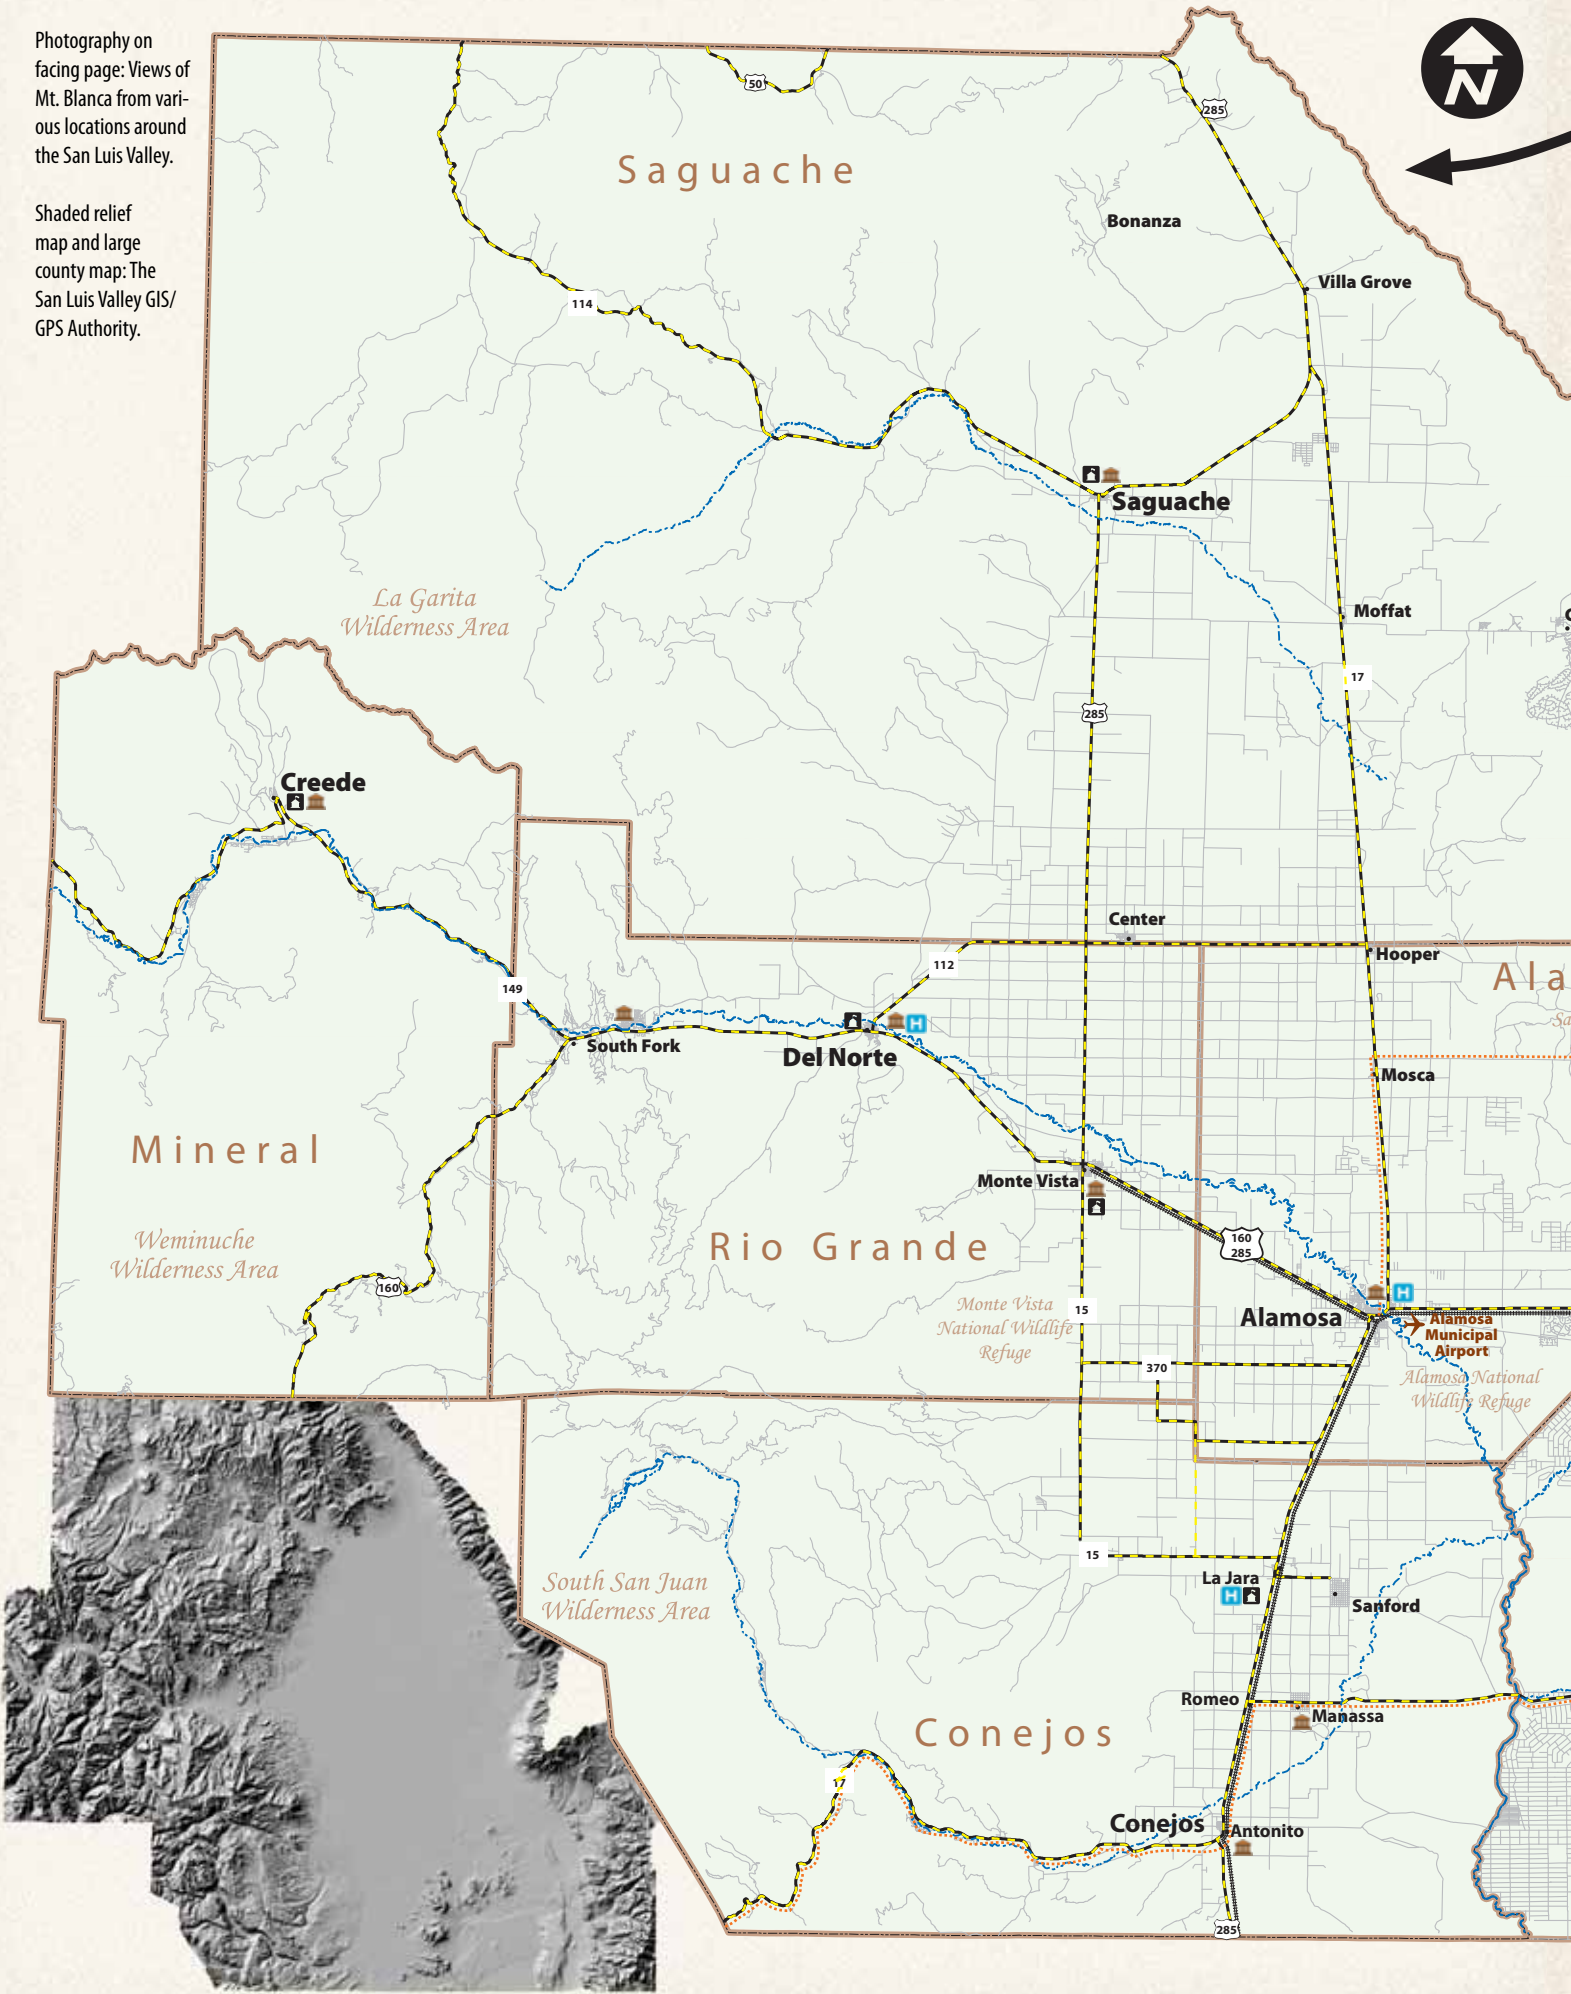 Photography on
facing page: Views of
Mt. Blanca from vari-
ous locations around
the San Luis Valley.
Shaded relief
map and large
county map: The
San Luis Valley GIS/
GPS Authority.
N
50
285
Saguache
Bonanza
Villa Grove
114
Saguache
La Garita
Wilderness Area
Moffat
17
285
Creede
Center
112
Hooper
149
Ala
Sa
South Fork
Del Norte
Mosca
Mineral
Monte Vista
Weminuche
Wilderness Area
Rio Grande
160
285
160
Monte Vista
National Wildlife
Refuge
15
H
Alamosa
Alamosa
Municipal
Airport
370
Alamosa National
Wildlife Refuge
15
South San Juan
Wilderness Area
La Jara
H
Sanford
Romeo
Manassa
Conejos
17
Conejos
Antonito
285
H